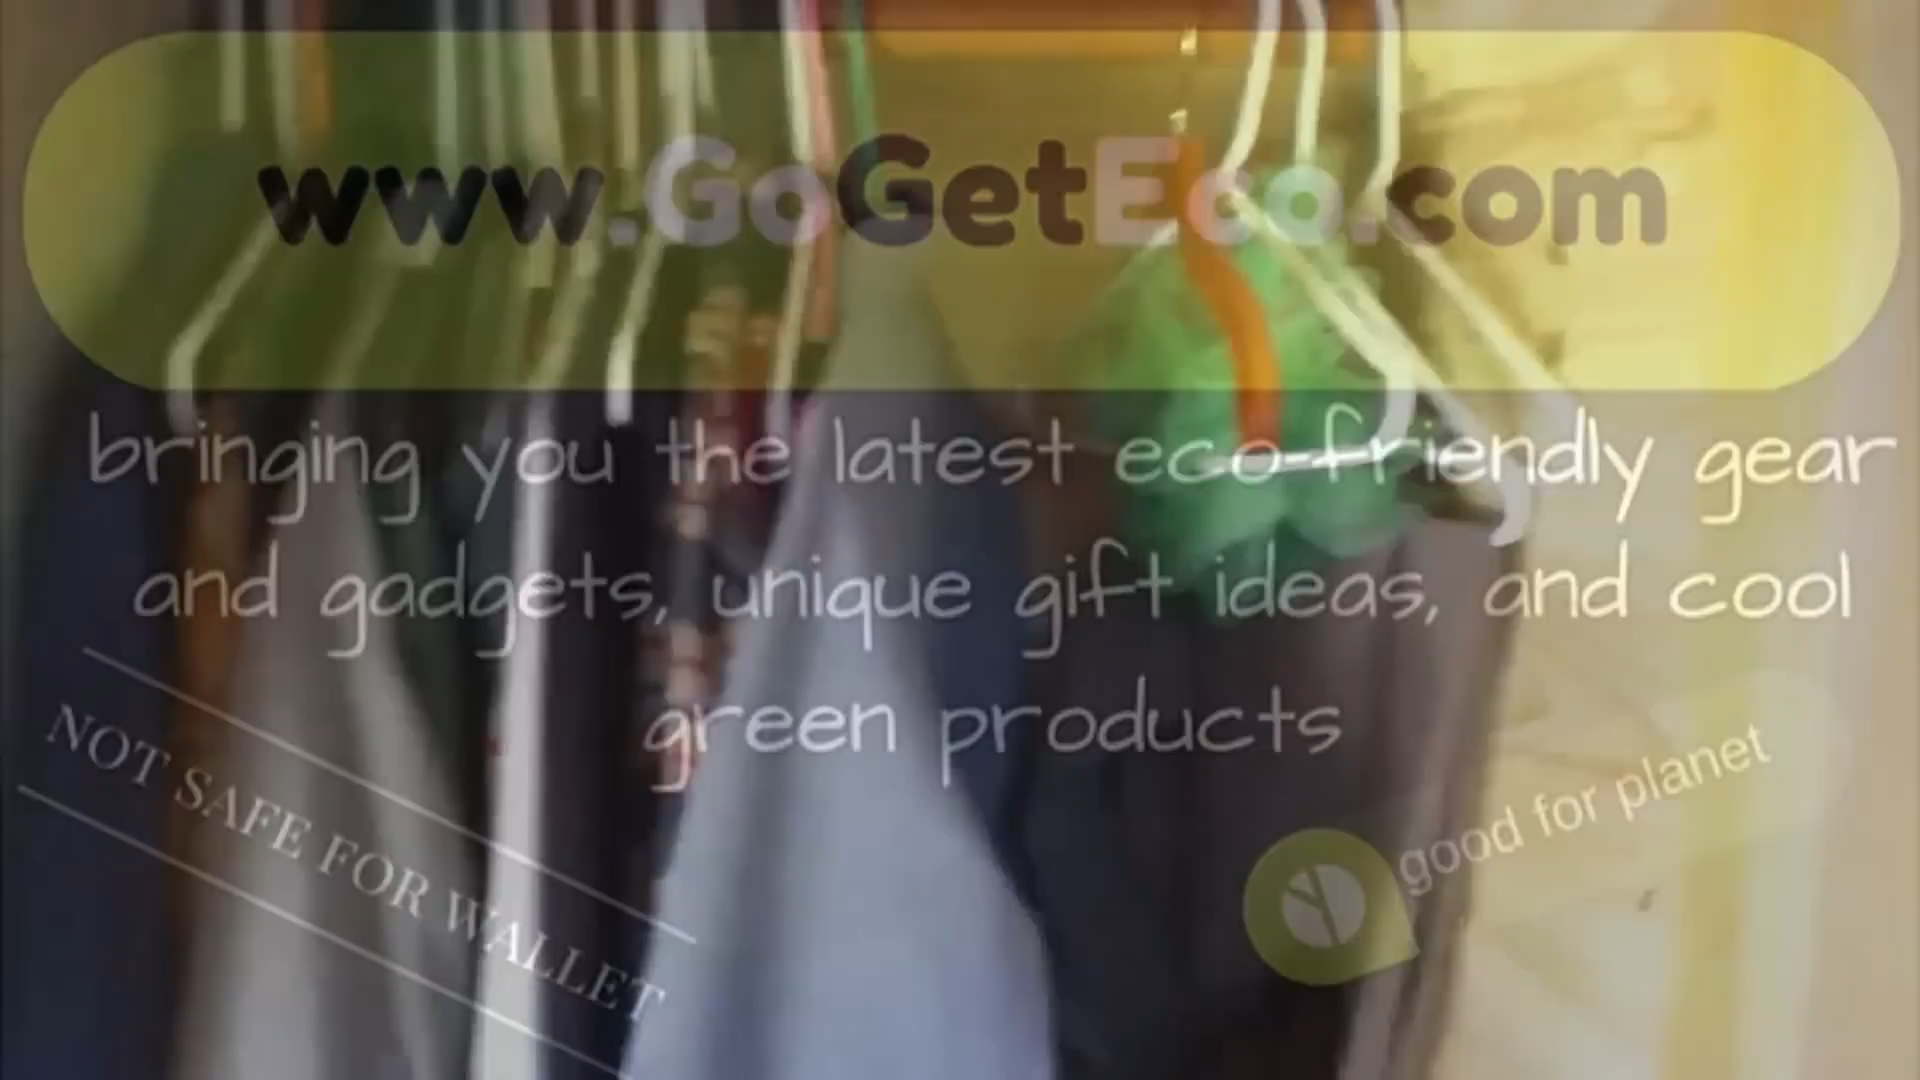 www.GoGetEco.com
bringing you the latest eco-friendly gear
and gadgets, unique gift ideas, and cool
green products
NOT SAFE FOR WALLET
good for planet